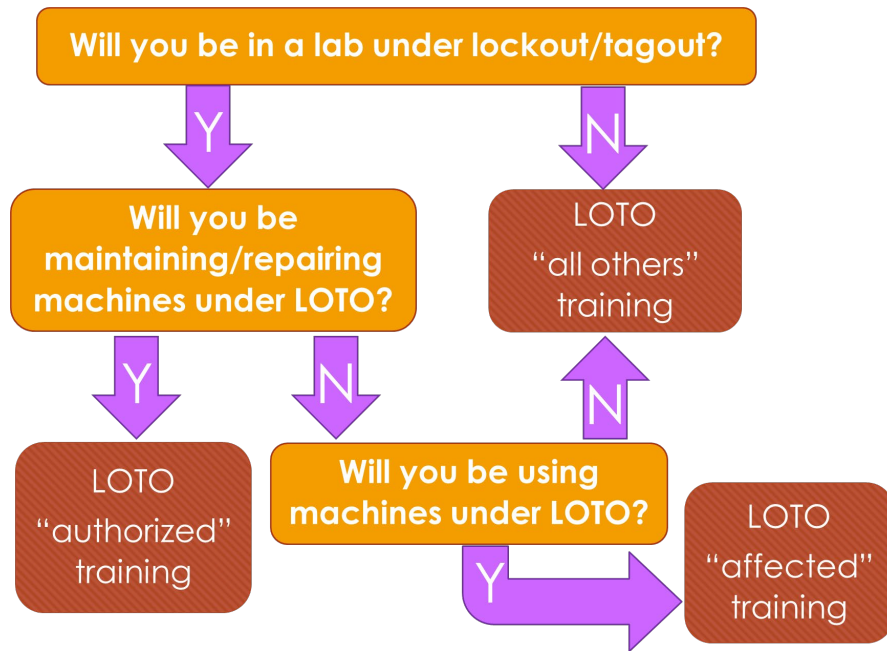 Will you be in a lab under lockout/tagout?
Y
N
Will you be
maintaining/repairing
machines under LOTO?
LOTO
“all others”
training
Y
N
N
LOTO
“authorized”
training
Will you be using
machines under LOTO?
Y
LOTO
“affected”
training